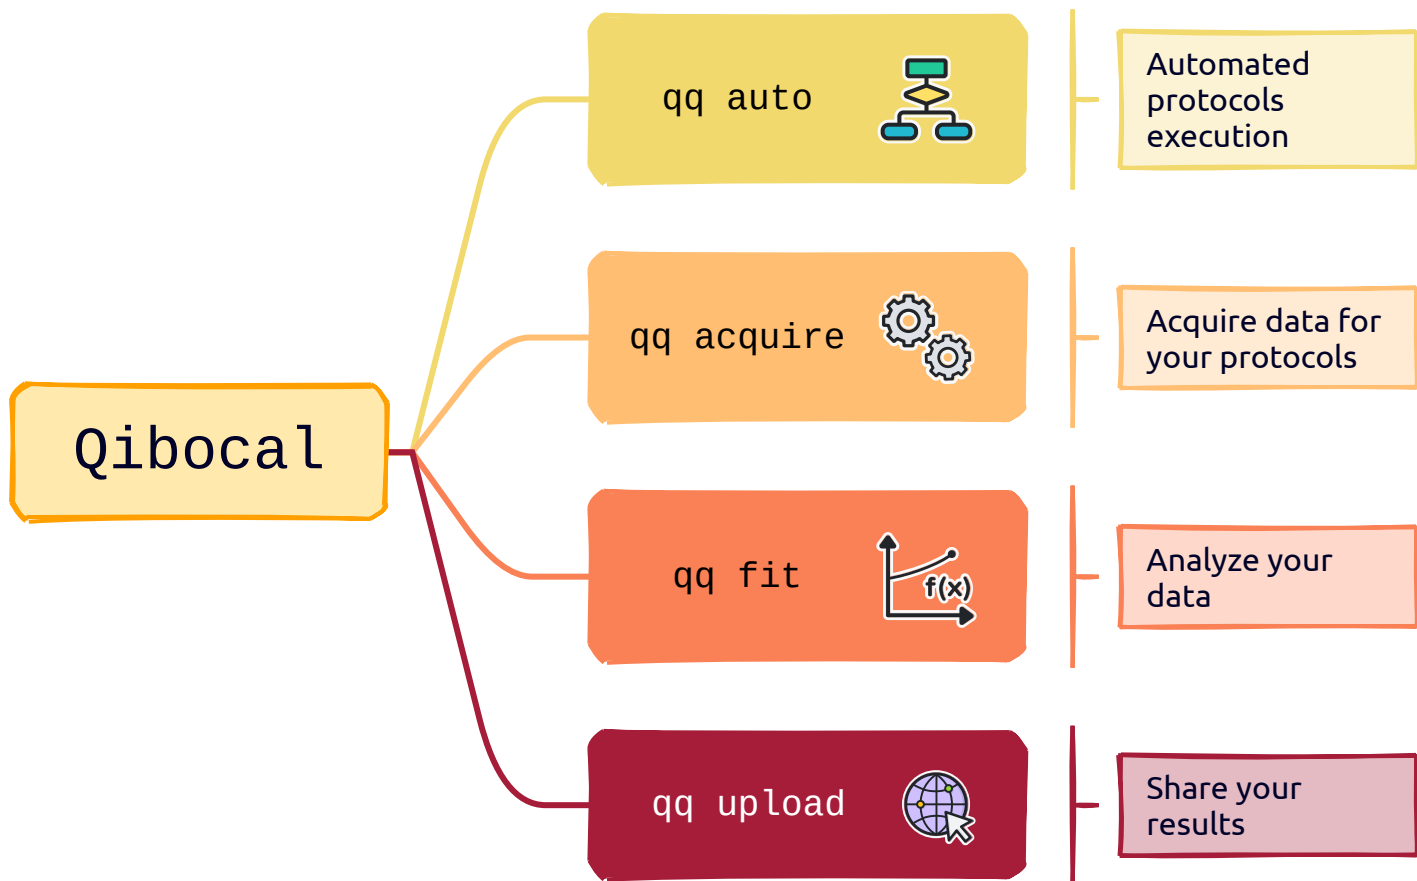 qq auto
Automated
protocols
execution
qq acquire
Acquire data for
your protocols
Qibocal
qq fit
f(x)
Analyze your
data
qq upload
Share your
results